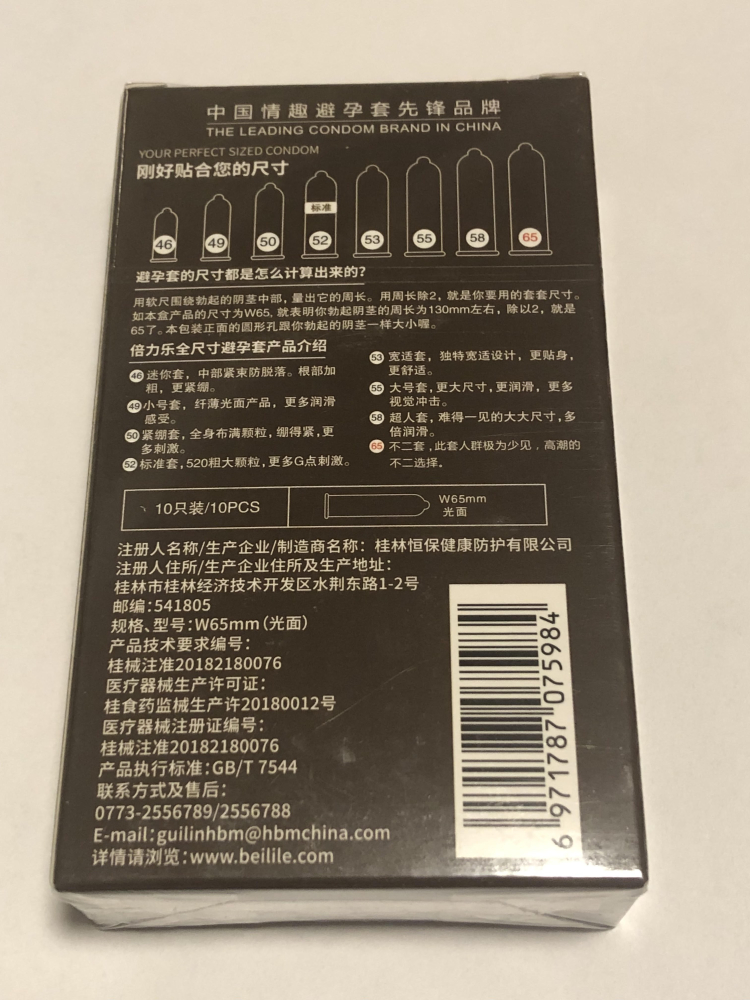 中国情趣避孕套先锋品牌
THE LEADING CONDOM BRAND IN CHINA
YOUR PERFECT SIZED CONDOM
刚好贴合您的尺寸
标准
46 49 50 52 53 55 58 65
避孕套的尺寸都是怎么计算出来的?
用软尺围绕勃起的阴茎中部，量出它的周长。用周长除2，就是你要用的套套尺寸。
如本盒产品的尺寸为W65，就表明你勃起阴茎的周长为130mm左右，除以2，就是
65了。本包装正面的圆形孔跟你勃起的阴茎一样大小喔。
倍力乐全尺寸避孕套产品介绍
46 迷你套，中部紧束防脱落。根部加
粗，更紧绷。
49 小号套，纤薄光面产品，更多润滑
感受。
50 紧绷套，全身布满颗粒，绷得紧，更
多刺激。
52 标准套，520粗大颗粒，更多G点刺激。
53 宽适套，独特宽适设计，更贴身，
更舒适。
55 大号套，更大尺寸，更润滑，更多
视觉冲击。
58 超人套，难得一见的大大尺寸，多
倍润滑。
65 不二套，此套人群极为少见，高潮的
不二选择。
10只装/10PCS
W65mm
光面
注册人名称/生产企业/制造商名称：桂林恒保健康防护有限公司
注册人住所/生产企业住所及生产地址：
桂林市桂林经济技术开发区水荆东路1-2号
邮编：541805
规格、型号：W65mm（光面）
产品技术要求编号：
桂械注准20182180076
医疗器械生产许可证：
桂食药监械生产许20180012号
医疗器械注册证编号：
桂械注准20182180076
产品执行标准：GB/T 7544
联系方式及售后：
0773-2556789/2556788
E-mail：guilinhbm@hbmchina.com
详情请浏览：www.beilile.com
6 971787 075984